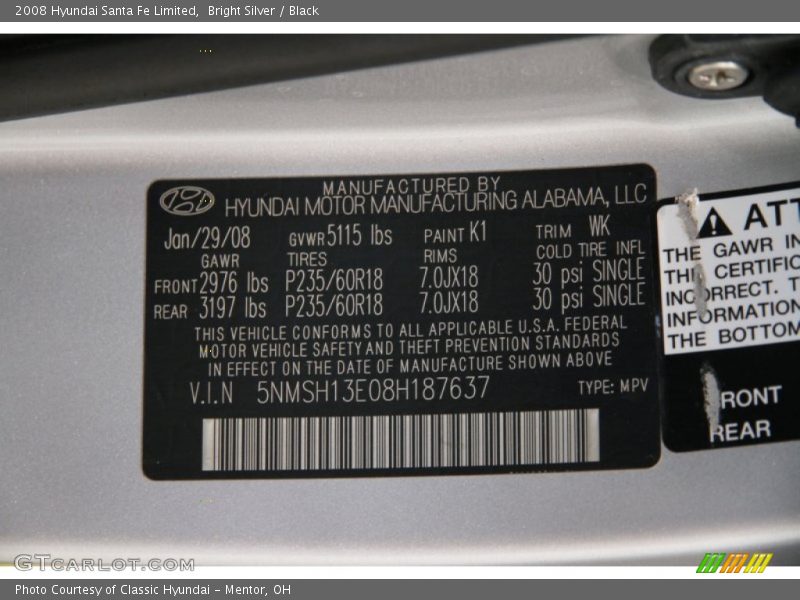 2008 Hyundai Santa Fe Limited, Bright Silver / Black
MANUFACTURED BY
HYUNDAI MOTOR MANUFACTURING ALABAMA, LLC
Jan/29/08 GVWR 5115 lbs PAINT K1 TRIM WK
GAWR TIRES RIMS COLD TIRE INFL
FRONT 2976 lbs P235/60R18 7.0JX18 30 psi SINGLE
REAR 3197 lbs P235/60R18 7.0JX18 30 psi SINGLE
THIS VEHICLE CONFORMS TO ALL APPLICABLE U.S.A. FEDERAL
MOTOR VEHICLE SAFETY AND THEFT PREVENTION STANDARDS
IN EFFECT ON THE DATE OF MANUFACTURE SHOWN ABOVE
V.I.N 5NMSH13E08H187637 TYPE: MPV
ATT
THE GAWR IN
THE CERTIFIC
INCORRECT. T
INFORMATION
THE BOTTOM
FRONT
REAR
GTCARLOT.COM
Photo Courtesy of Classic Hyundai - Mentor, OH